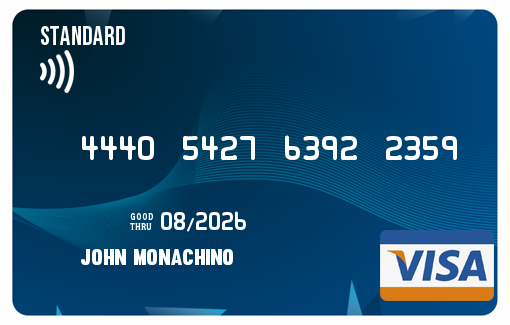 STANDARD
4440 5427 6392 2359
GOOD THRU 08/2026
JOHN MONACHINO
VISA